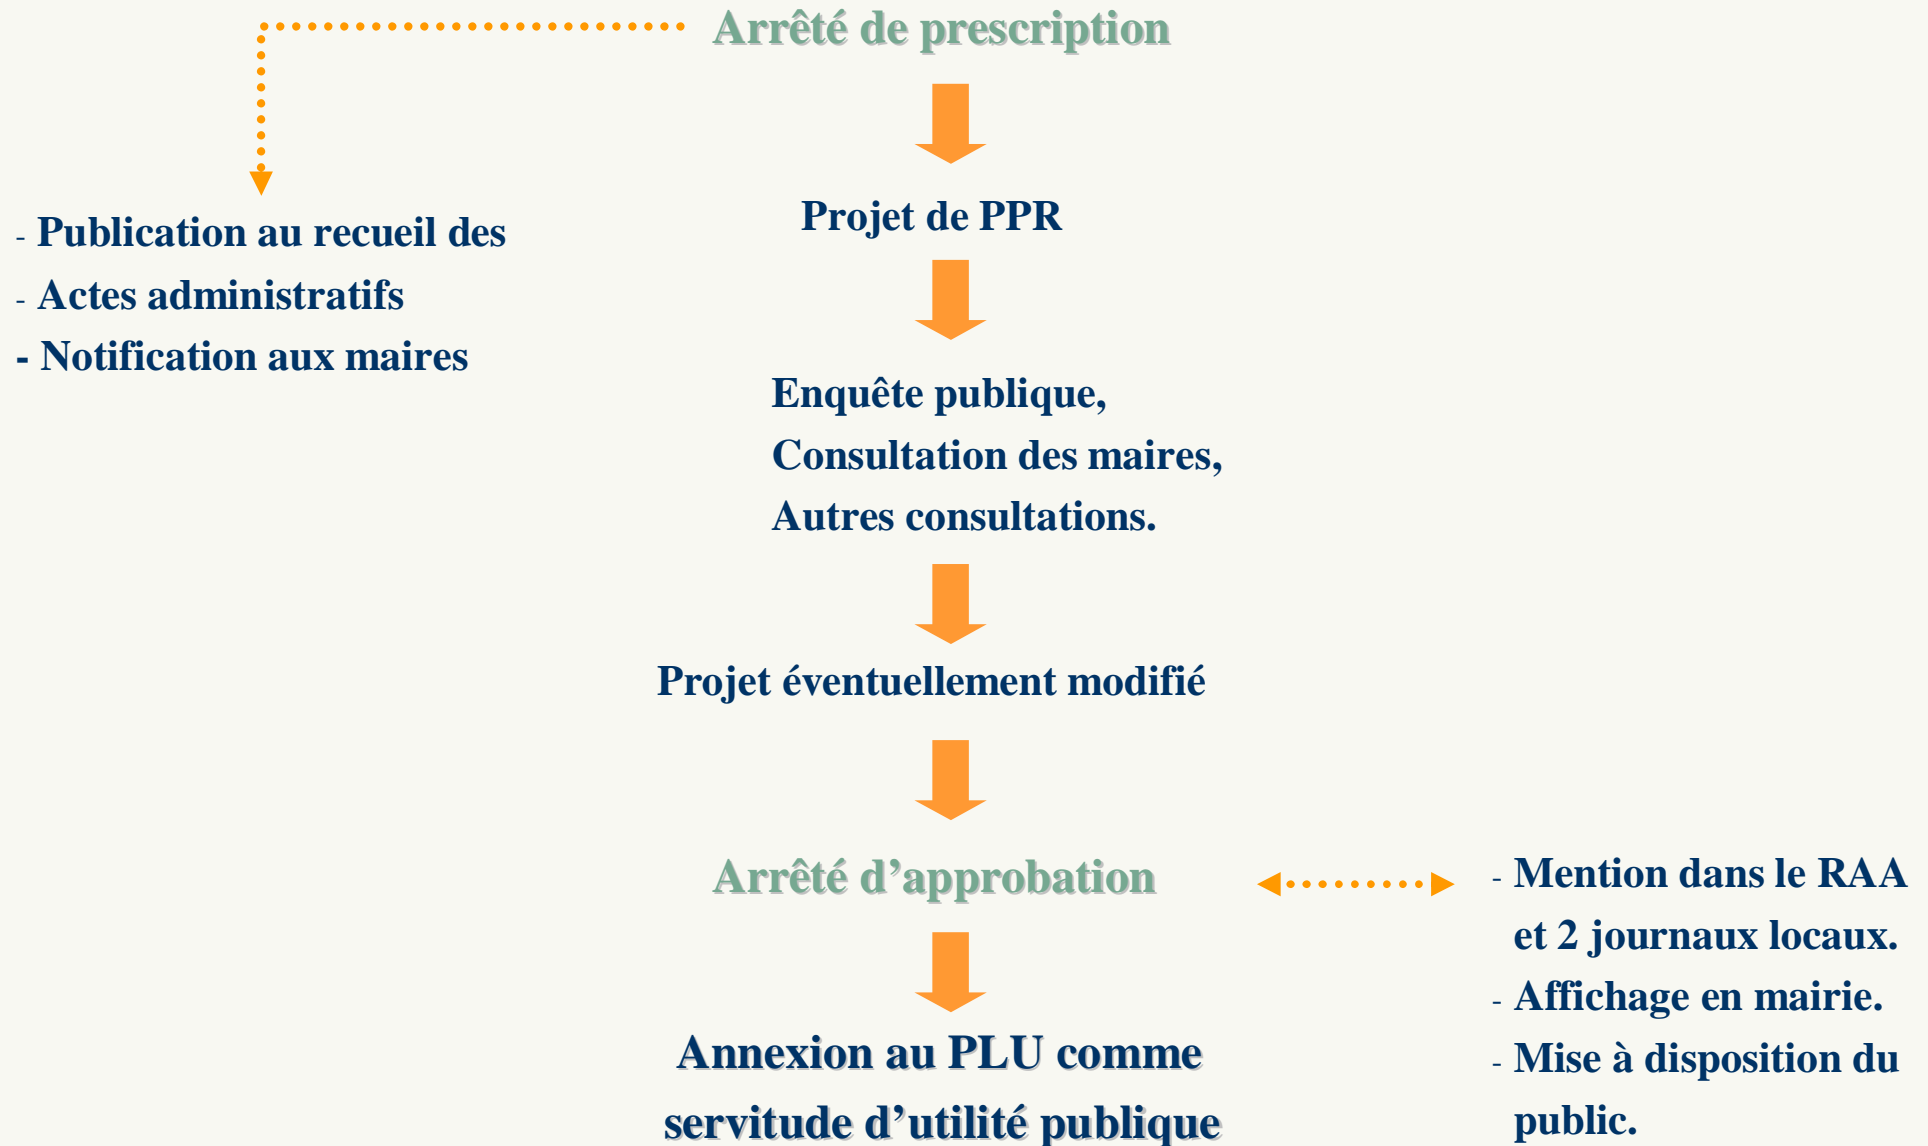 Arrêté de prescription
- Publication au recueil des
- Actes administratifs
- Notification aux maires
Projet de PPR
Enquête publique,
Consultation des maires,
Autres consultations.
Projet éventuellement modifié
Arrêté d’approbation
- Mention dans le RAA
et 2 journaux locaux.
- Affichage en mairie.
- Mise à disposition du
public.
Annexion au PLU comme
servitude d’utilité publique